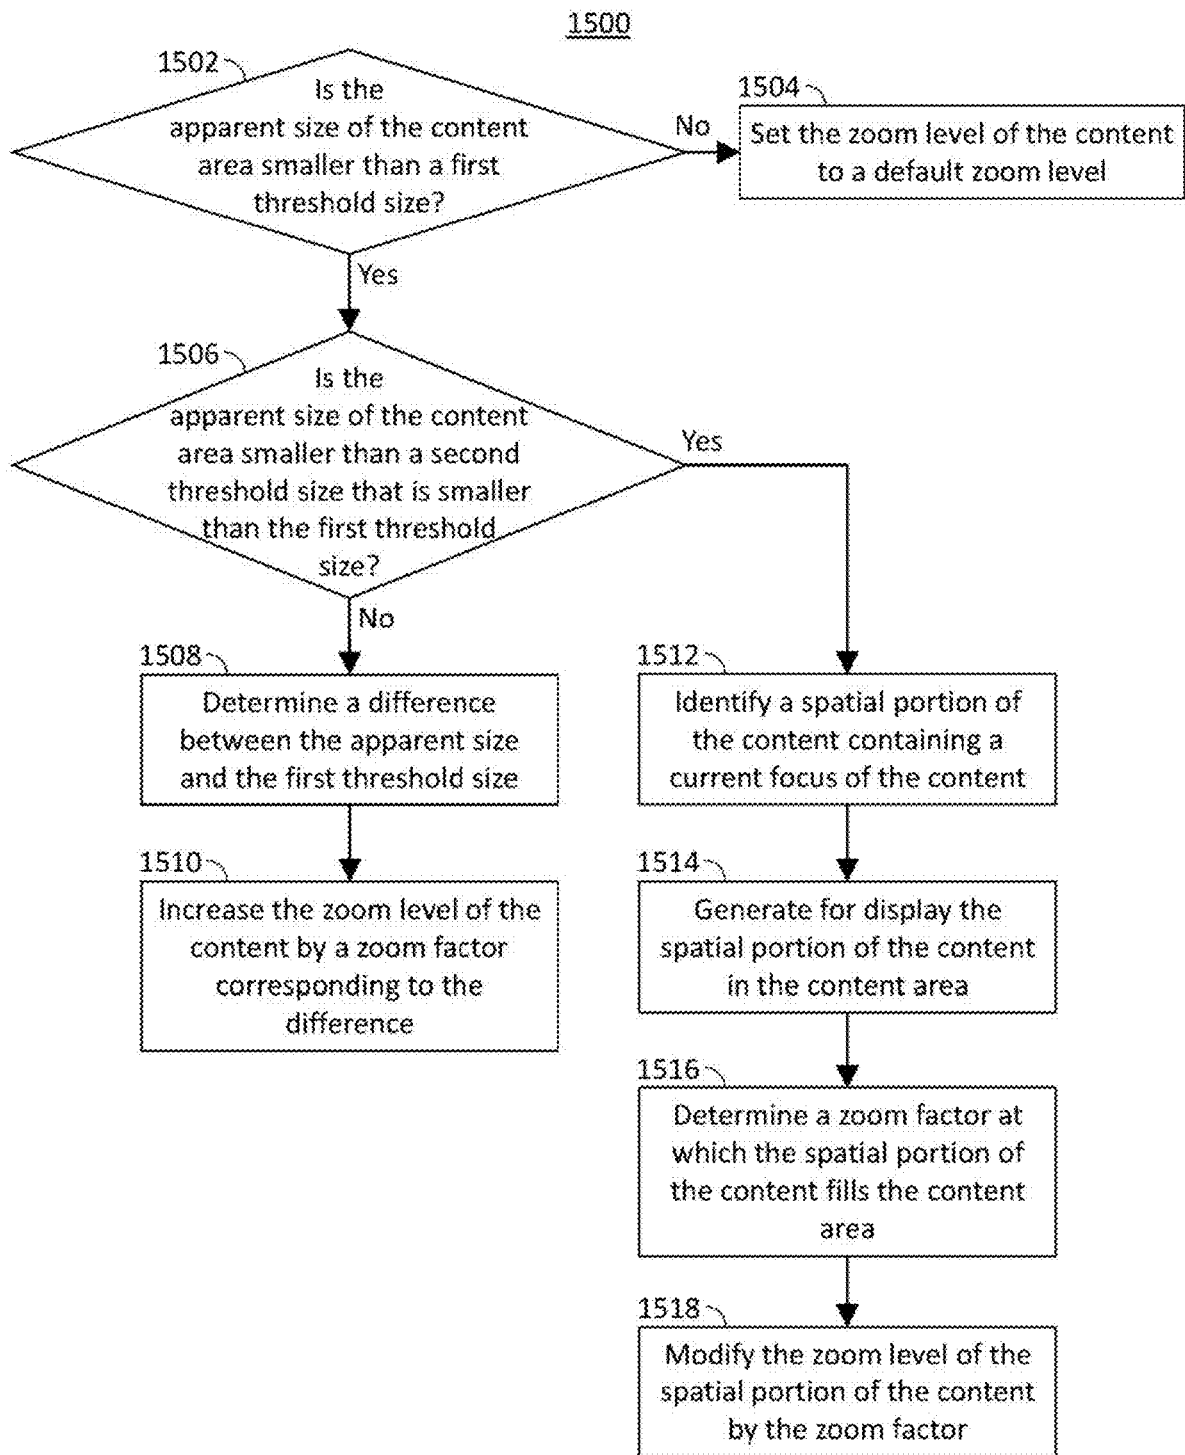 1500
1502
Is the
apparent size of the content
area smaller than a first
threshold size?
No
1504
Set the zoom level of the content
to a default zoom level
Yes
1506
Is the
apparent size of the content
area smaller than a second
threshold size that is smaller
than the first threshold
size?
Yes
No
1508
Determine a difference
between the apparent size
and the first threshold size
1510
Increase the zoom level of the
content by a zoom factor
corresponding to the
difference
1512
Identify a spatial portion of
the content containing a
current focus of the content
1514
Generate for display the
spatial portion of the content
in the content area
1516
Determine a zoom factor at
which the spatial portion of
the content fills the content
area
1518
Modify the zoom level of the
spatial portion of the content
by the zoom factor